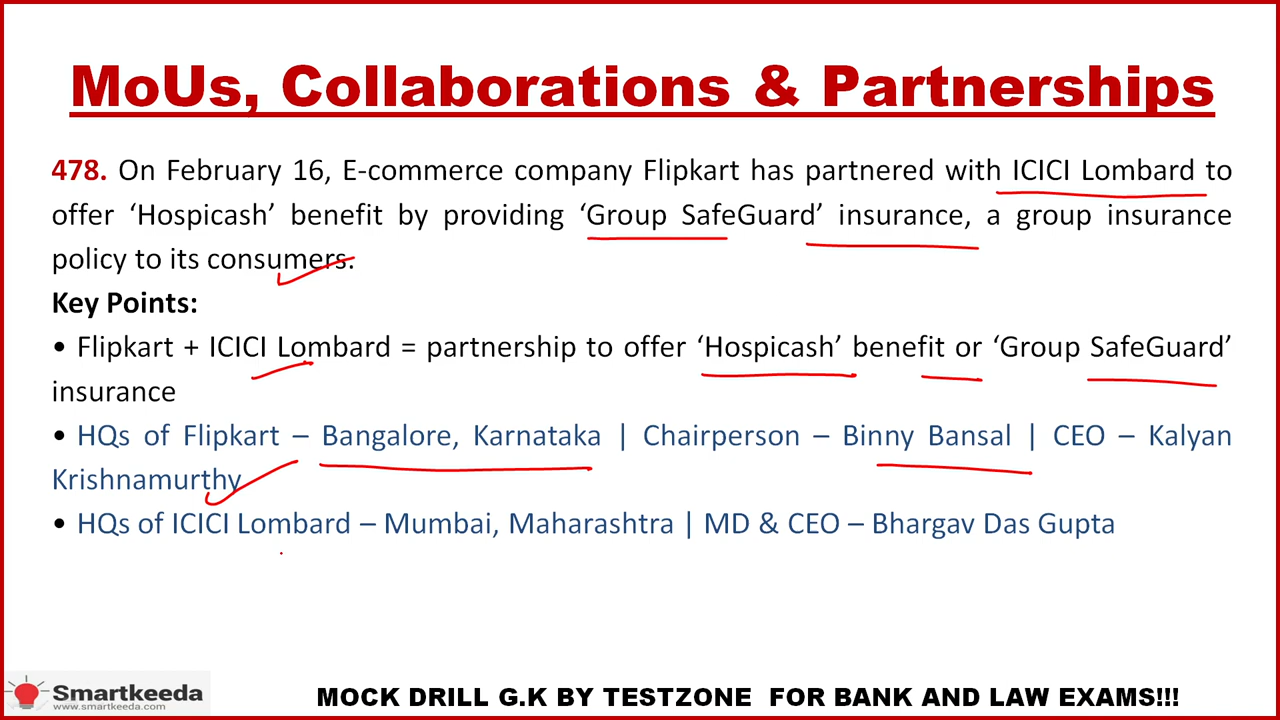 MoUs, Collaborations & Partnerships
478. On February 16, E-commerce company Flipkart has partnered with ICICI Lombard to
offer ‘Hospicash’ benefit by providing ‘Group SafeGuard’ insurance, a group insurance
policy to its consumers.
Key Points:
• Flipkart + ICICI Lombard = partnership to offer ‘Hospicash’ benefit or ‘Group SafeGuard’
insurance
• HQs of Flipkart – Bangalore, Karnataka | Chairperson – Binny Bansal | CEO – Kalyan
Krishnamurthy
• HQs of ICICI Lombard – Mumbai, Maharashtra | MD & CEO – Bhargav Das Gupta
Smartkeeda
www.smartkeeda.com
MOCK DRILL G.K BY TESTZONE FOR BANK AND LAW EXAMS!!!